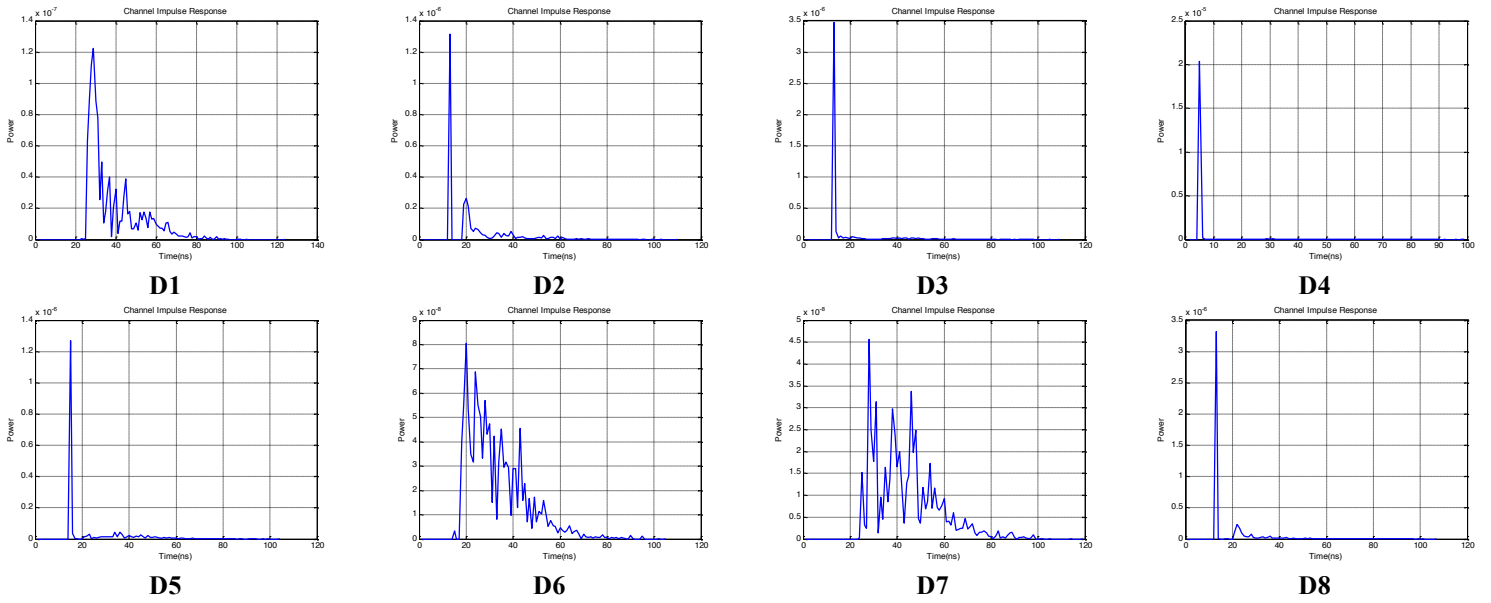 Channel Impulse Response
x 10-7
1.4
1.2
1
0.8
0.6
0.4
0.2
0
Power
0 20 40 60 80 100 120 140
Time(ns)
D1
Channel Impulse Response
x 10-6
1.4
1.2
1
0.8
0.6
0.4
0.2
0
Power
0 20 40 60 80 100 120
Time(ns)
D2
Channel Impulse Response
x 10-6
3.5
3
2.5
2
1.5
1
0.5
0
Power
0 20 40 60 80 100 120
Time(ns)
D3
Channel Impulse Response
x 10-5
2.5
2
1.5
1
0.5
0
Power
0 10 20 30 40 50 60 70 80 90 100
Time(ns)
D4
Channel Impulse Response
x 10-6
1.4
1.2
1
0.8
0.6
0.4
0.2
0
Power
0 20 40 60 80 100 120
Time(ns)
D5
Channel Impulse Response
x 10-8
9
8
7
6
5
4
3
2
1
0
Power
0 20 40 60 80 100 120
Time(ns)
D6
Channel Impulse Response
x 10-8
5
4.5
4
3.5
3
2.5
2
1.5
1
0.5
0
Power
0 20 40 60 80 100 120
Time(ns)
D7
Channel Impulse Response
x 10-6
3.5
3
2.5
2
1.5
1
0.5
0
Power
0 20 40 60 80 100 120
Time(ns)
D8